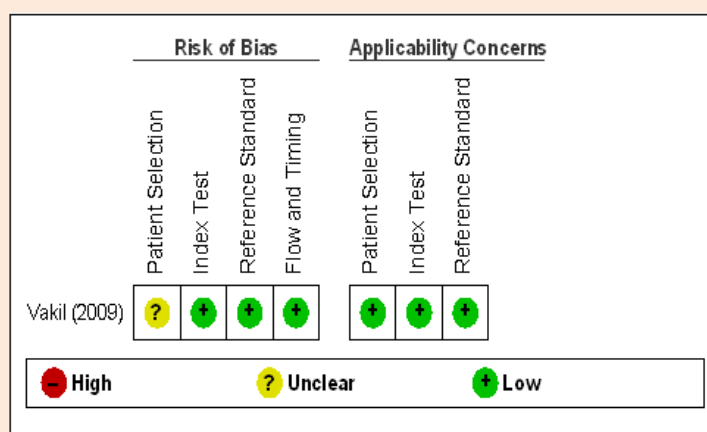 Risk of Bias
Applicability Concerns
Patient Selection
Index Test
Reference Standard
Flow and Timing
Patient Selection
Index Test
Reference Standard
Vakil (2009) ? + + + + + +
– High ? Unclear + Low